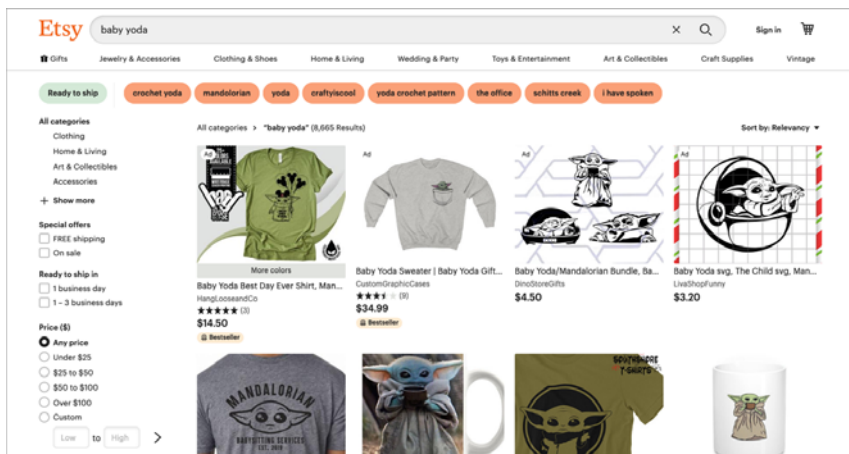 Etsy
baby yoda
Sign in
Gifts
Jewelry & Accessories
Clothing & Shoes
Home & Living
Wedding & Party
Toys & Entertainment
Art & Collectibles
Craft Supplies
Vintage
Ready to ship
crochet yoda
mandolorian
yoda
craftyiscool
yoda crochet pattern
the office
schitts creek
i have spoken
All categories
Clothing
Home & Living
Art & Collectibles
Accessories
+ Show more
Special offers
FREE shipping
On sale
Ready to ship in
1 business day
1 – 3 business days
Price ($)
Any price
Under $25
$25 to $50
$50 to $100
Over $100
Custom
Low to High
All categories > "baby yoda" (8,665 Results)
Sort by: Relevancy
Ad
More colors
Baby Yoda Best Day Ever Shirt, Man...
HangLooseandCo
(3)
$14.50
Bestseller
Ad
Baby Yoda Sweater | Baby Yoda Gift...
CustomGraphicCases
(9)
$34.99
Bestseller
Ad
Baby Yoda/Mandalorian Bundle, Ba...
DinoStoreGifts
$4.50
Ad
Baby Yoda svg, The Child svg, Man...
LivaShopFunny
$3.20
MANDALORIAN
BABYSITTING SERVICES
EST. 2019
SOUTHSHORE
T-SHIRTS